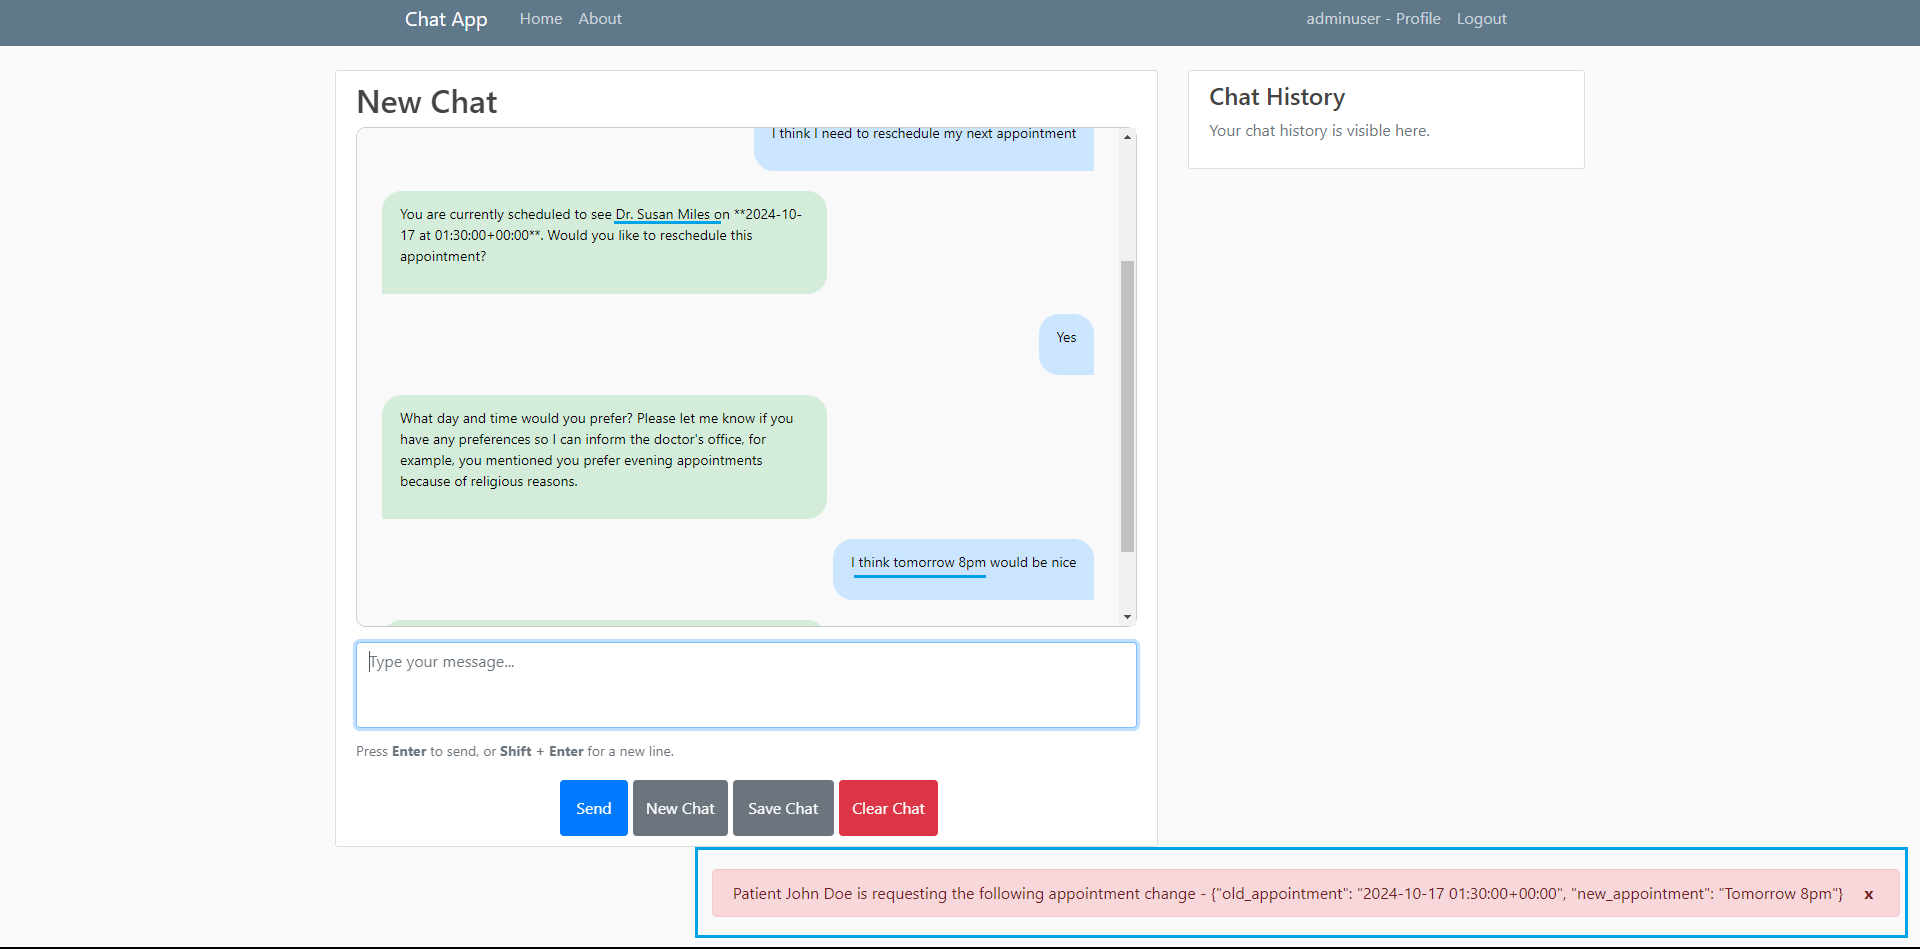 Chat App Home About adminuser - Profile Logout
New Chat
I think I need to reschedule my next appointment
You are currently scheduled to see Dr. Susan Miles on **2024-10-
17 at 01:30:00+00:00**. Would you like to reschedule this
appointment?
Yes
What day and time would you prefer? Please let me know if you
have any preferences so I can inform the doctor's office, for
example, you mentioned you prefer evening appointments
because of religious reasons.
I think tomorrow 8pm would be nice
Type your message...
Press Enter to send, or Shift + Enter for a new line.
Send New Chat Save Chat Clear Chat
Chat History
Your chat history is visible here.
Patient John Doe is requesting the following appointment change - {"old_appointment": "2024-10-17 01:30:00+00:00", "new_appointment": "Tomorrow 8pm"} x